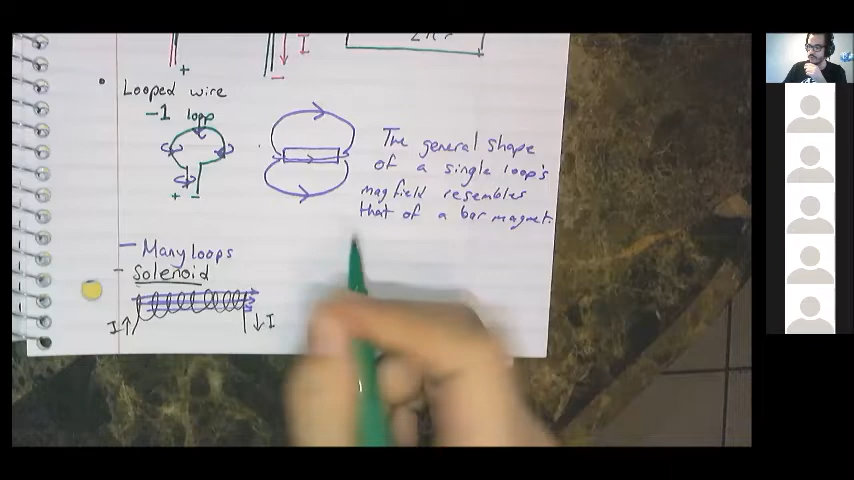 I
2πr
+
−
• Looped wire
-1 loop
+ −
The general shape
of a single loop's
mag field resembles
that of a bar magnet.
- Many loops
- Solenoid
I↑ ↓I